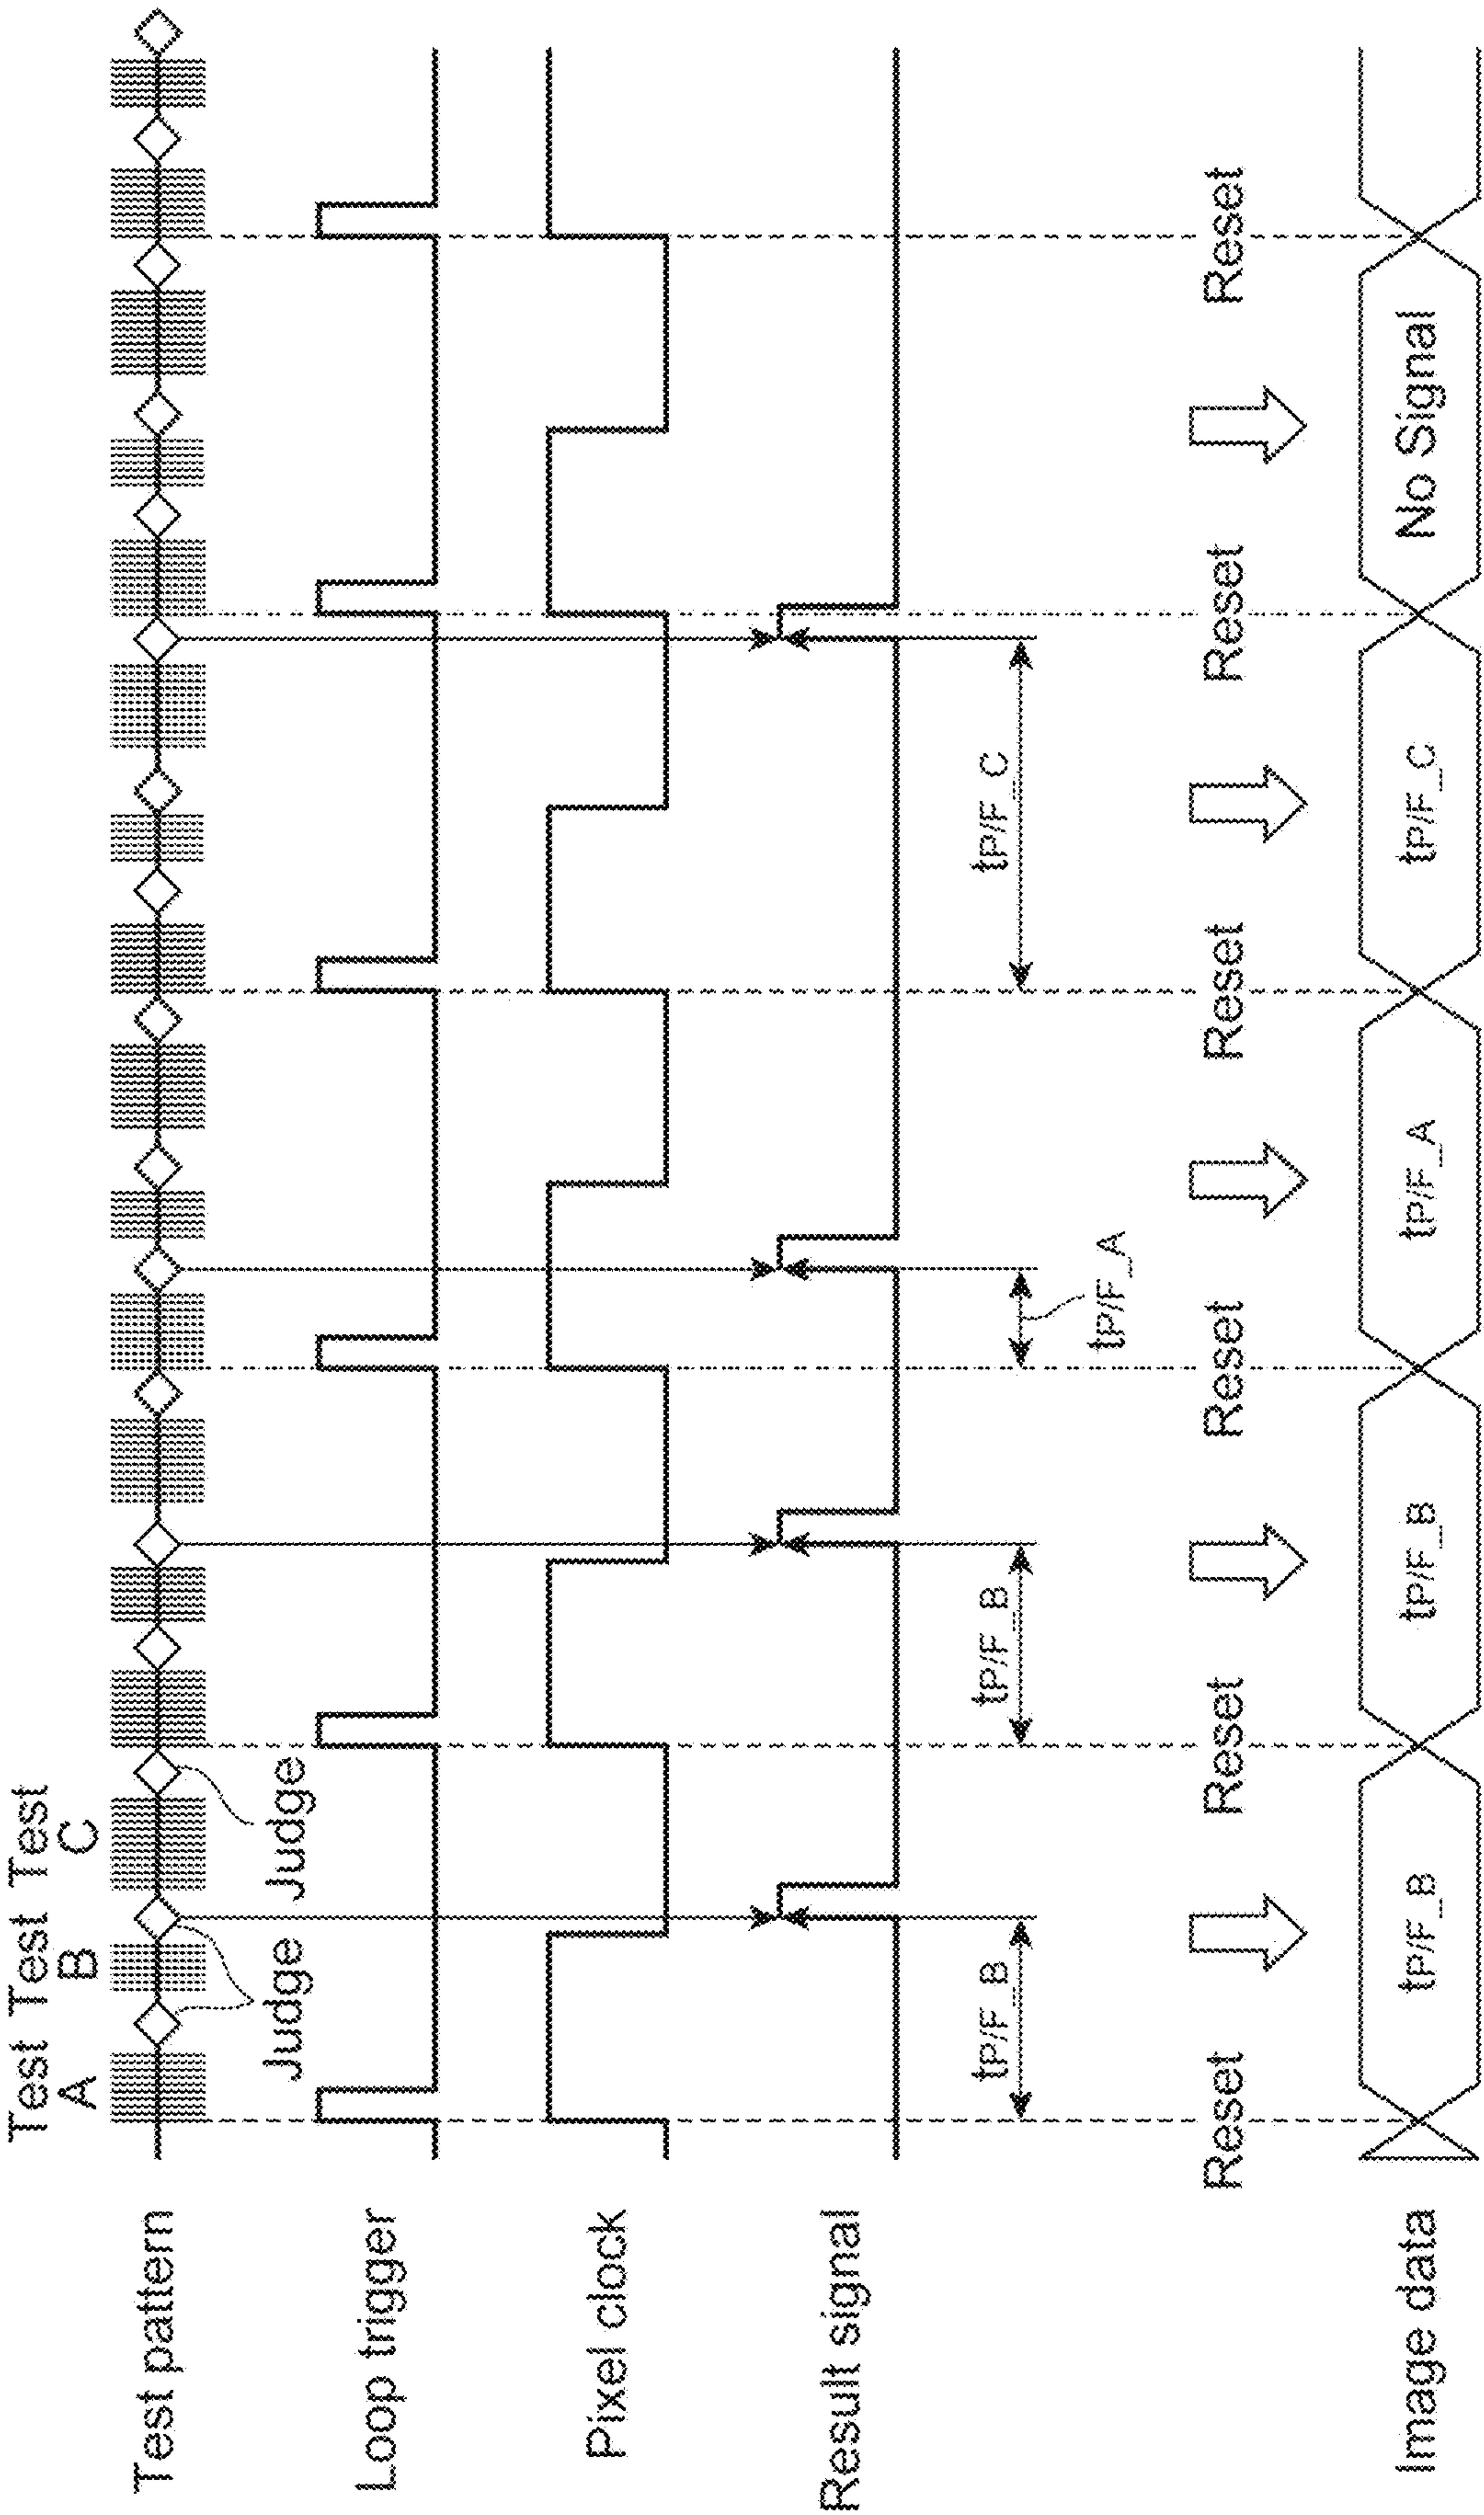 Test Test Test
A B C
Test pattern
Judge
Judge
Loop trigger
Pixel clock
Result signal
tP/F_B
tP/F_B
tP/F_A
tP/F_C
Reset
Reset
Reset
Reset
Reset
Reset
Image data
tP/F_B
tP/F_B
tP/F_A
tP/F_C
No Signal